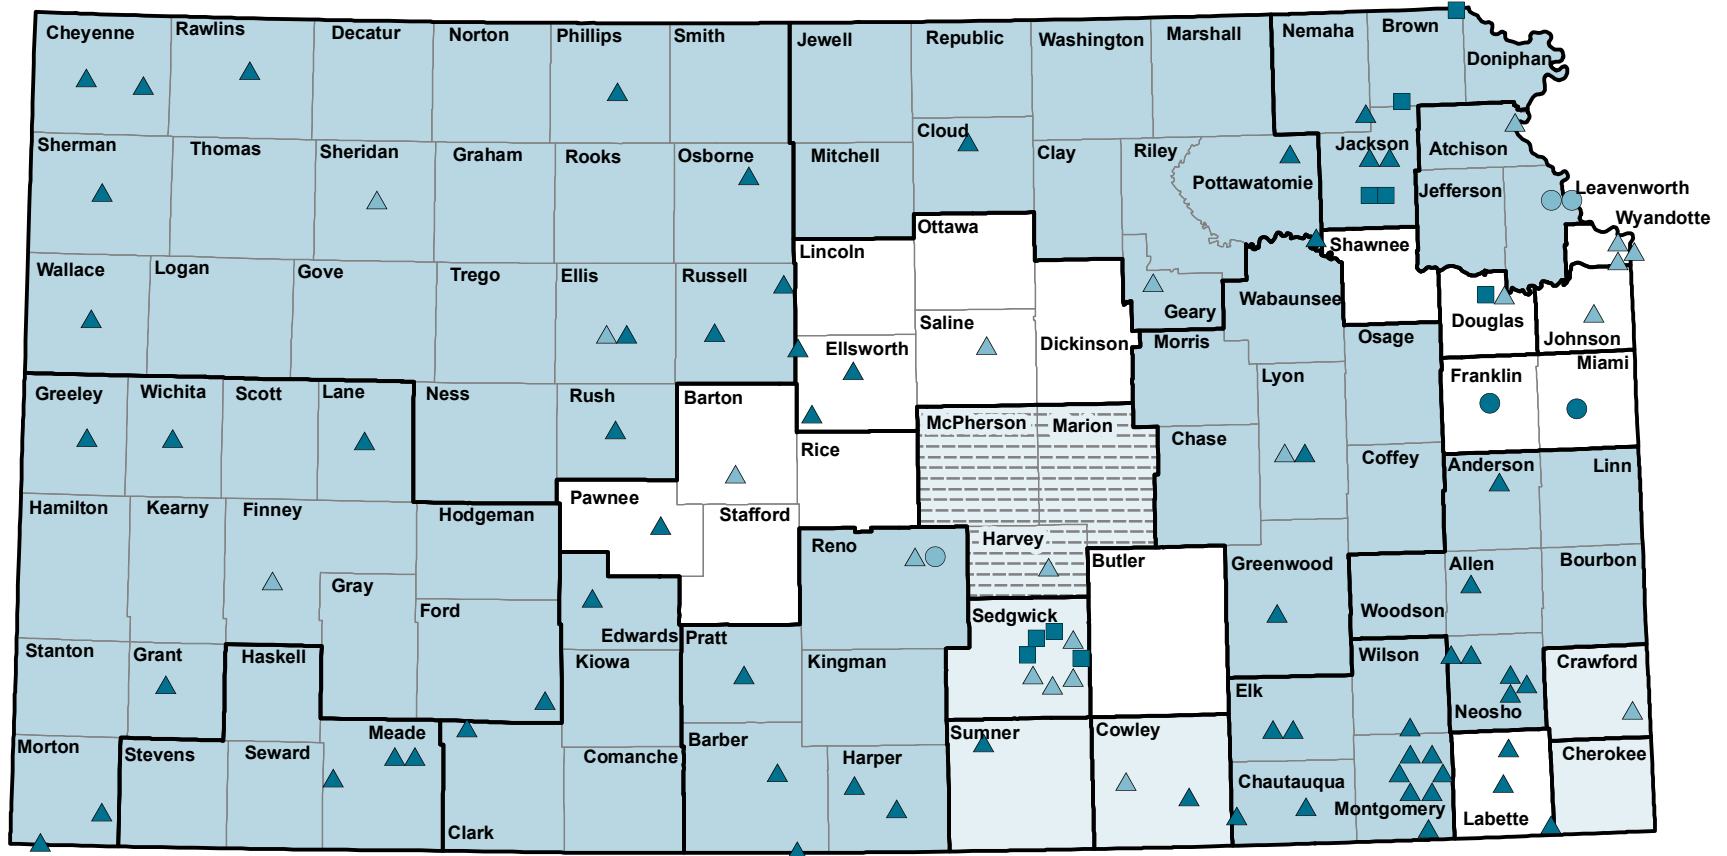 Cheyenne
Rawlins
Decatur
Norton
Phillips
Smith
Jewell
Republic
Washington
Marshall
Nemaha
Brown
Doniphan
Sherman
Thomas
Sheridan
Graham
Rooks
Osborne
Mitchell
Cloud
Clay
Riley
Pottawatomie
Jackson
Atchison
Jefferson
Leavenworth
Wyandotte
Wallace
Logan
Gove
Trego
Ellis
Russell
Lincoln
Ottawa
Saline
Dickinson
Geary
Wabaunsee
Shawnee
Douglas
Johnson
Ellsworth
Morris
Osage
Franklin
Miami
Greeley
Wichita
Scott
Lane
Ness
Rush
Barton
Rice
McPherson
Marion
Chase
Lyon
Coffey
Anderson
Linn
Hamilton
Kearny
Finney
Hodgeman
Pawnee
Stafford
Reno
Harvey
Butler
Greenwood
Woodson
Allen
Bourbon
Gray
Ford
Edwards
Pratt
Sedgwick
Stanton
Grant
Haskell
Kiowa
Kingman
Elk
Wilson
Neosho
Crawford
Morton
Stevens
Seward
Meade
Clark
Comanche
Barber
Harper
Sumner
Cowley
Chautauqua
Montgomery
Labette
Cherokee